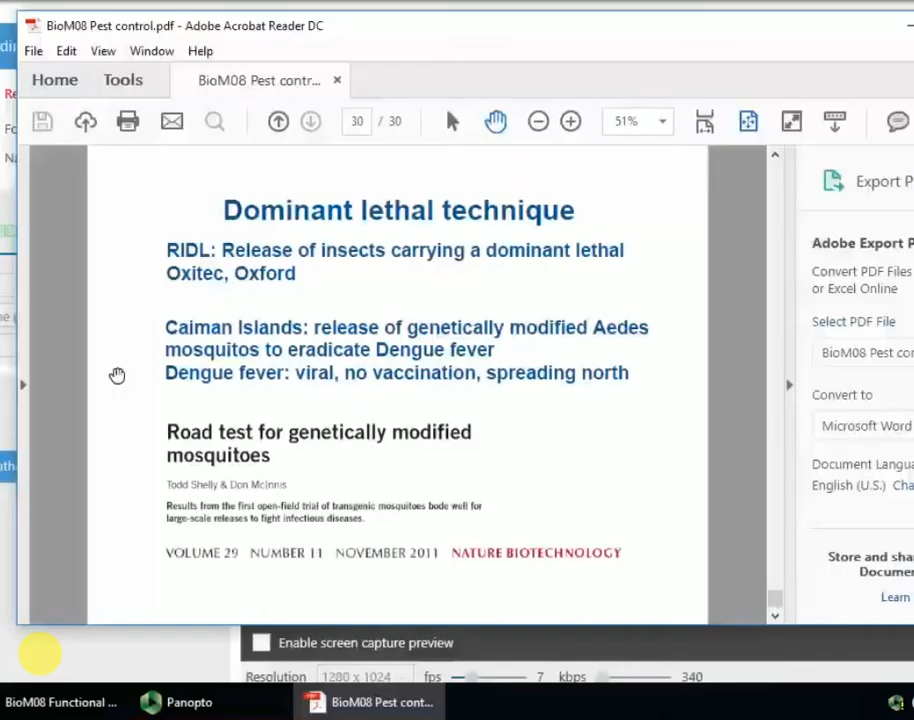 BioM08 Pest control.pdf - Adobe Acrobat Reader DC
File Edit View Window Help
Home Tools BioM08 Pest contr... ×
30 / 30 51%
Dominant lethal technique
RIDL: Release of insects carrying a dominant lethal
Oxitec, Oxford
Caiman Islands: release of genetically modified Aedes
mosquitos to eradicate Dengue fever
Dengue fever: viral, no vaccination, spreading north
Road test for genetically modified
mosquitoes
Todd Shelly & Don McInnis
Results from the first open-field trial of transgenic mosquitoes bode well for
large-scale releases to fight infectious diseases.
VOLUME 29 NUMBER 11 NOVEMBER 2011 NATURE BIOTECHNOLOGY
Export P
Adobe Export P
Convert PDF Files
or Excel Online
Select PDF File
BioM08 Pest con
Convert to
Microsoft Word
Document Langua
English (U.S.) Cha
Store and sha
Docume
Learn
Enable screen capture preview
Resolution 1280 x 1024 fps 7 kbps 340
BioM08 Functional ... Panopto BioM08 Pest cont...